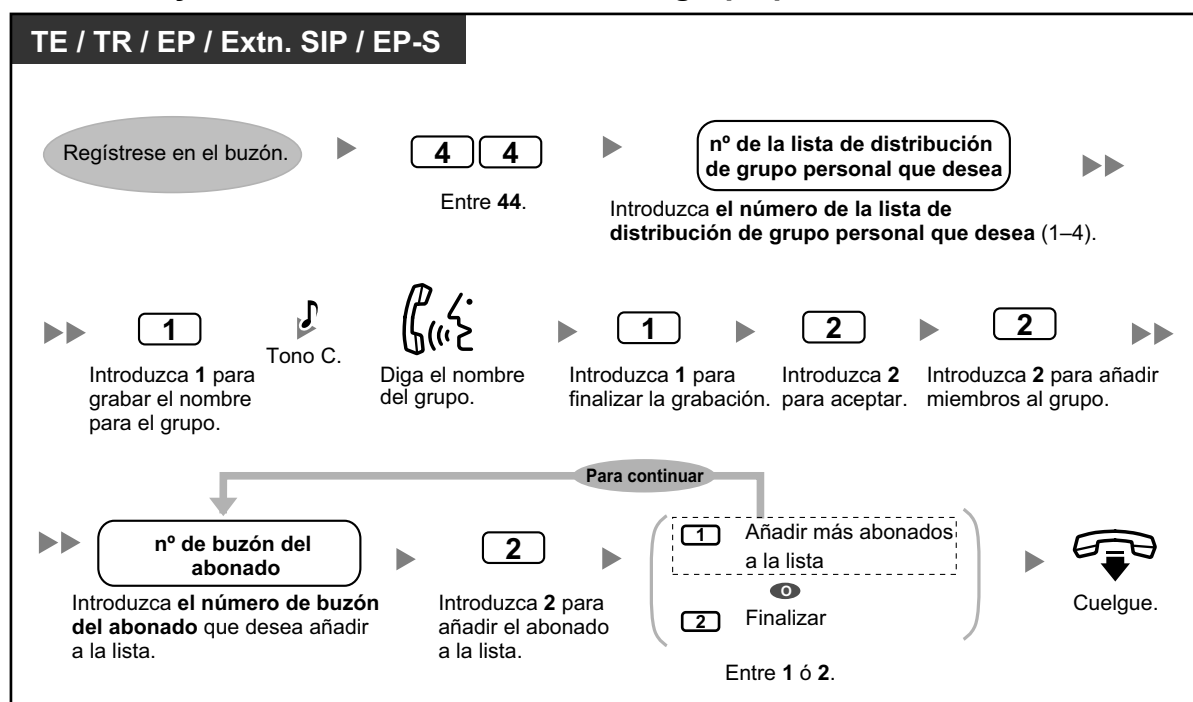 TE / TR / EP / Extn. SIP / EP-S
Regístrese en el buzón.
4 4
Entre 44.
nº de la lista de distribución
de grupo personal que desea
Introduzca el número de la lista de
distribución de grupo personal que desea (1–4).
1
Introduzca 1 para
grabar el nombre
para el grupo.
Tono C.
Diga el nombre
del grupo.
1
Introduzca 1 para
finalizar la grabación.
2
Introduzca 2
para aceptar.
2
Introduzca 2 para añadir
miembros al grupo.
Para continuar
nº de buzón del
abonado
Introduzca el número de buzón
del abonado que desea añadir
a la lista.
2
Introduzca 2 para
añadir el abonado
a la lista.
1 Añadir más abonados
a la lista
O
2 Finalizar
Entre 1 ó 2.
Cuelgue.